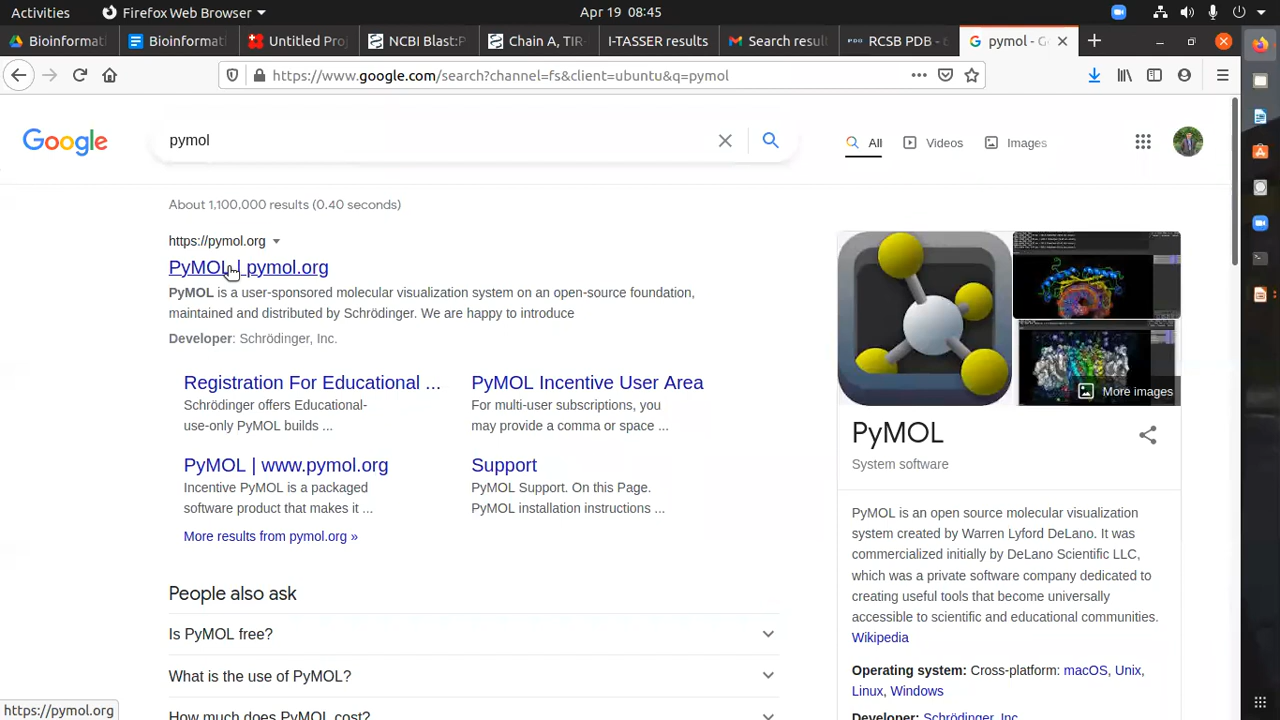 Activities
Firefox Web Browser
Apr 19 08:45
Bioinformati
Bioinformati
Untitled Proj
NCBI Blast:P
Chain A, TIR-
I-TASSER results
Search resul
RCSB PDB -
pymol - G
https://www.google.com/search?channel=fs&client=ubuntu&q=pymol
Google
pymol
All
Videos
Images
About 1,100,000 results (0.40 seconds)
https://pymol.org
PyMOL | pymol.org
PyMOL is a user-sponsored molecular visualization system on an open-source foundation,
maintained and distributed by Schrödinger. We are happy to introduce
Developer: Schrödinger, Inc.
Registration For Educational ...
Schrödinger offers Educational-
use-only PyMOL builds ...
PyMOL Incentive User Area
For multi-user subscriptions, you
may provide a comma or space ...
PyMOL | www.pymol.org
Incentive PyMOL is a packaged
software product that makes it ...
Support
PyMOL Support. On this Page.
PyMOL installation instructions ...
More results from pymol.org »
People also ask
Is PyMOL free?
What is the use of PyMOL?
How much does PyMOL cost?
More images
PyMOL
System software
PyMOL is an open source molecular visualization
system created by Warren Lyford DeLano. It was
commercialized initially by DeLano Scientific LLC,
which was a private software company dedicated to
creating useful tools that become universally
accessible to scientific and educational communities.
Wikipedia
Operating system: Cross-platform: macOS, Unix,
Linux, Windows
Developer: Schrödinger, Inc
https://pymol.org